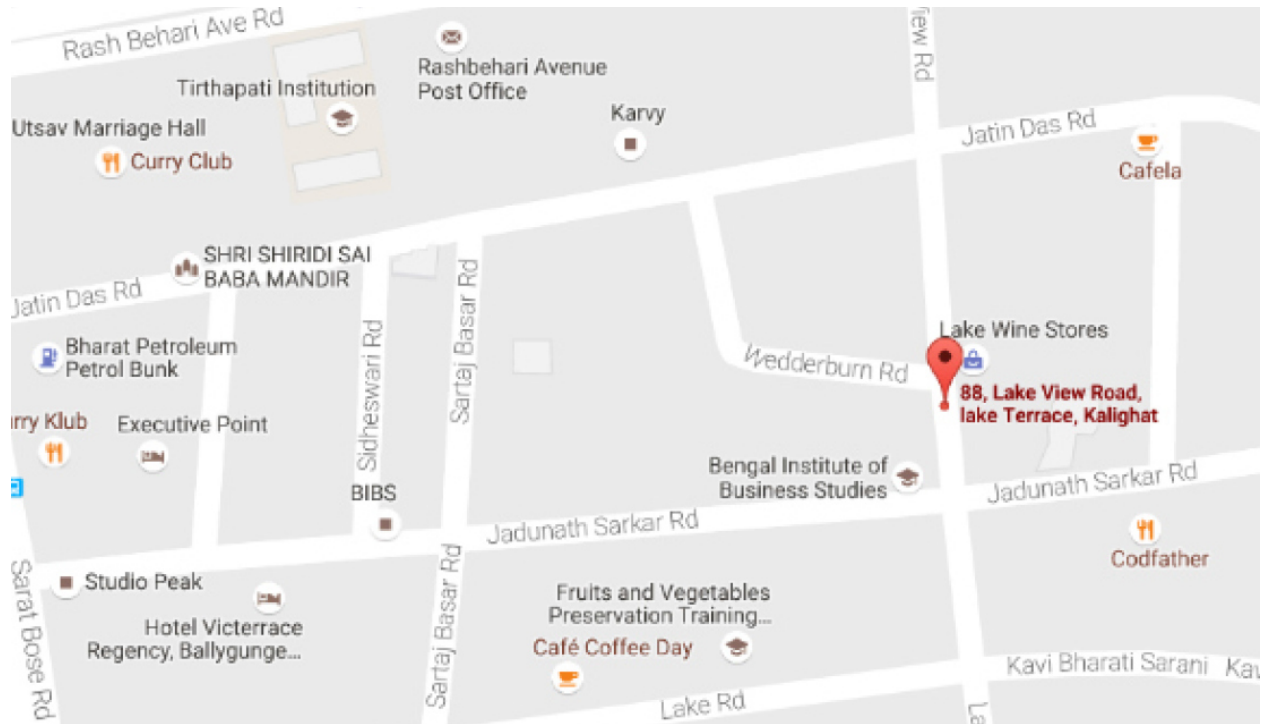 Rash Behari Ave Rd
View Rd
Rashbehari Avenue
Post Office
Tirthapati Institution
Karvy
Utsav Marriage Hall
Curry Club
Jatin Das Rd
Cafela
SHRI SHIRIDI SAI
BABA MANDIR
Jatin Das Rd
Sartaj Basar Rd
Sidheswari Rd
Bharat Petroleum
Petrol Bunk
Lake Wine Stores
Wedderburn Rd
88, Lake View Road,
lake Terrace, Kalighat
rry Klub
Executive Point
Bengal Institute of
Business Studies
Jadunath Sarkar Rd
BIBS
Jadunath Sarkar Rd
Codfather
Studio Peak
Sarat Bose Rd
Sartaj Basar Rd
Hotel Victerrace
Regency, Ballygunge...
Fruits and Vegetables
Preservation Training...
Café Coffee Day
Kavi Bharati Sarani
Kav
Lake Rd
La